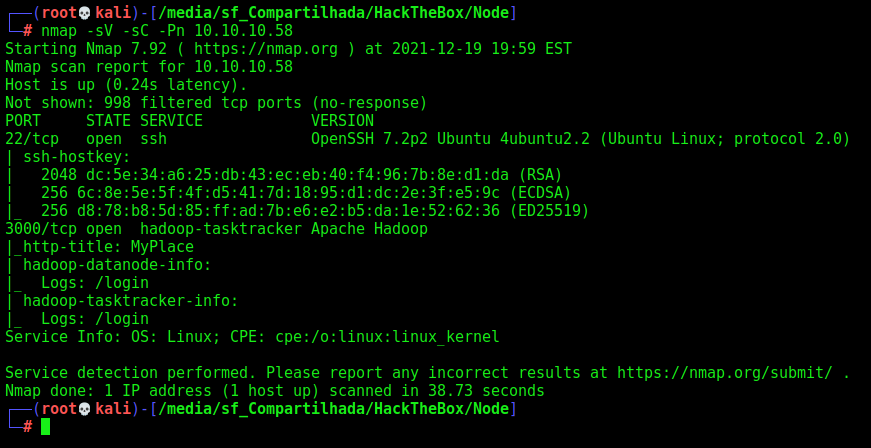 ┌──(root💀kali)-[/media/sf_Compartilhada/HackTheBox/Node]
└─# nmap -sV -sC -Pn 10.10.10.58
Starting Nmap 7.92 ( https://nmap.org ) at 2021-12-19 19:59 EST
Nmap scan report for 10.10.10.58
Host is up (0.24s latency).
Not shown: 998 filtered tcp ports (no-response)
PORT     STATE SERVICE            VERSION
22/tcp   open  ssh                OpenSSH 7.2p2 Ubuntu 4ubuntu2.2 (Ubuntu Linux; protocol 2.0)
| ssh-hostkey:
|   2048 dc:5e:34:a6:25:db:43:ec:eb:40:f4:96:7b:8e:d1:da (RSA)
|   256 6c:8e:5e:5f:4f:d5:41:7d:18:95:d1:dc:2e:3f:e5:9c (ECDSA)
|_  256 d8:78:b8:5d:85:ff:ad:7b:e6:e2:b5:da:1e:52:62:36 (ED25519)
3000/tcp open  hadoop-tasktracker Apache Hadoop
|_http-title: MyPlace
| hadoop-datanode-info:
|_  Logs: /login
| hadoop-tasktracker-info:
|_  Logs: /login
Service Info: OS: Linux; CPE: cpe:/o:linux:linux_kernel

Service detection performed. Please report any incorrect results at https://nmap.org/submit/ .
Nmap done: 1 IP address (1 host up) scanned in 38.73 seconds
┌──(root💀kali)-[/media/sf_Compartilhada/HackTheBox/Node]
└─#